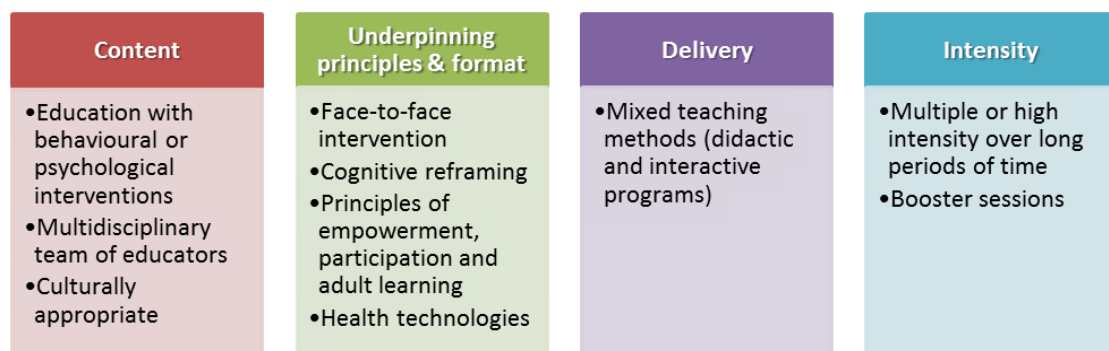 Content
•Education with
behavioural or
psychological
interventions
•Multidisciplinary
team of educators
•Culturally
appropriate
Underpinning
principles & format
•Face-to-face
intervention
•Cognitive reframing
•Principles of
empowerment,
participation and
adult learning
•Health technologies
Delivery
•Mixed teaching
methods (didactic
and interactive
programs)
Intensity
•Multiple or high
intensity over long
periods of time
•Booster sessions